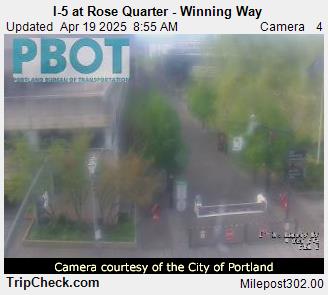 I-5 at Rose Quarter - Winning Way
Updated Apr 19 2025 8:55 AM Camera 4
PBOT
PORTLAND BUREAU OF TRANSPORTATION
Camera courtesy of the City of Portland
TripCheck.com Milepost302.00